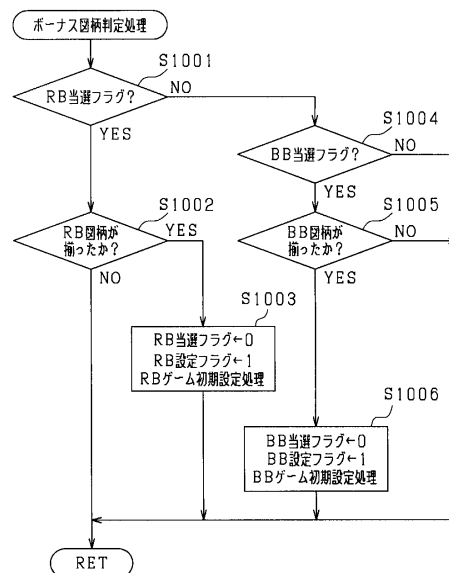 ボーナス図柄判定処理
S1001
RB当選フラグ?
NO
YES
S1004
BB当選フラグ?
NO
YES
S1002
RB図柄が
揃ったか?
YES
NO
S1005
BB図柄が
揃ったか?
NO
YES
S1003
RB当選フラグ←0
RB設定フラグ←1
RBゲーム初期設定処理
S1006
BB当選フラグ←0
BB設定フラグ←1
BBゲーム初期設定処理
RET